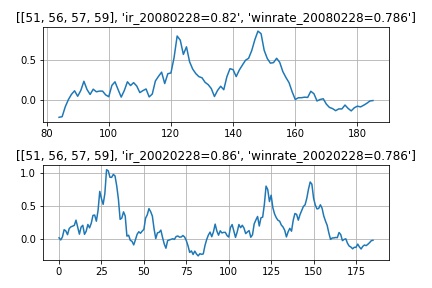 [[51, 56, 57, 59], 'ir_20080228=0.82', 'winrate_20080228=0.786']
0.5
0.0
80 100 120 140 160 180
[[51, 56, 57, 59], 'ir_20020228=0.86', 'winrate_20020228=0.786']
1.0
0.5
0.0
0 25 50 75 100 125 150 175